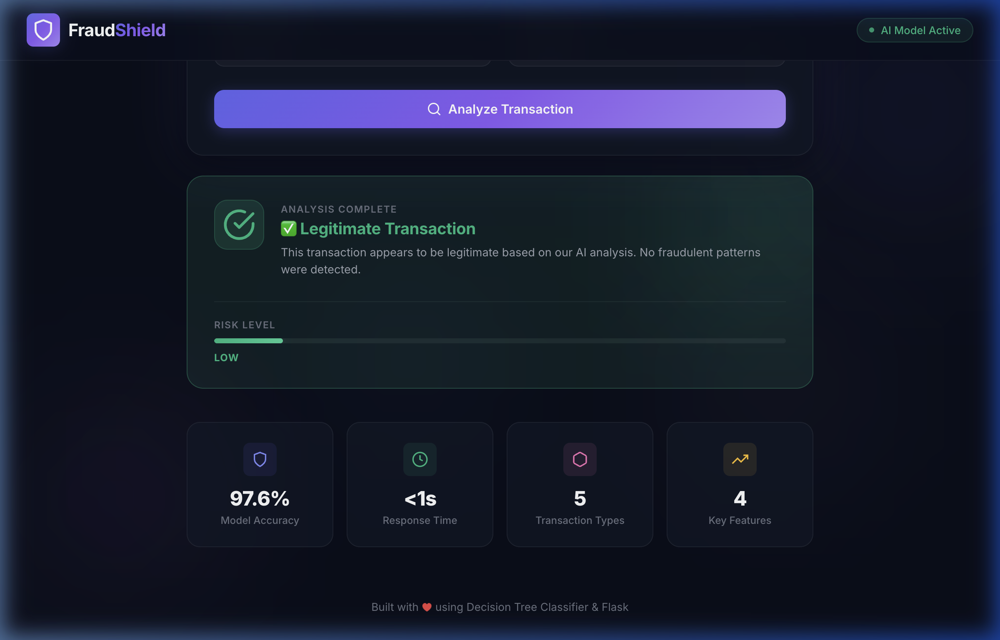 FraudShield
AI Model Active
Analyze Transaction
ANALYSIS COMPLETE
✅ Legitimate Transaction
This transaction appears to be legitimate based on our AI analysis. No fraudulent patterns
were detected.
RISK LEVEL
LOW
97.6%
Model Accuracy
<1s
Response Time
5
Transaction Types
4
Key Features
Built with ❤️ using Decision Tree Classifier & Flask